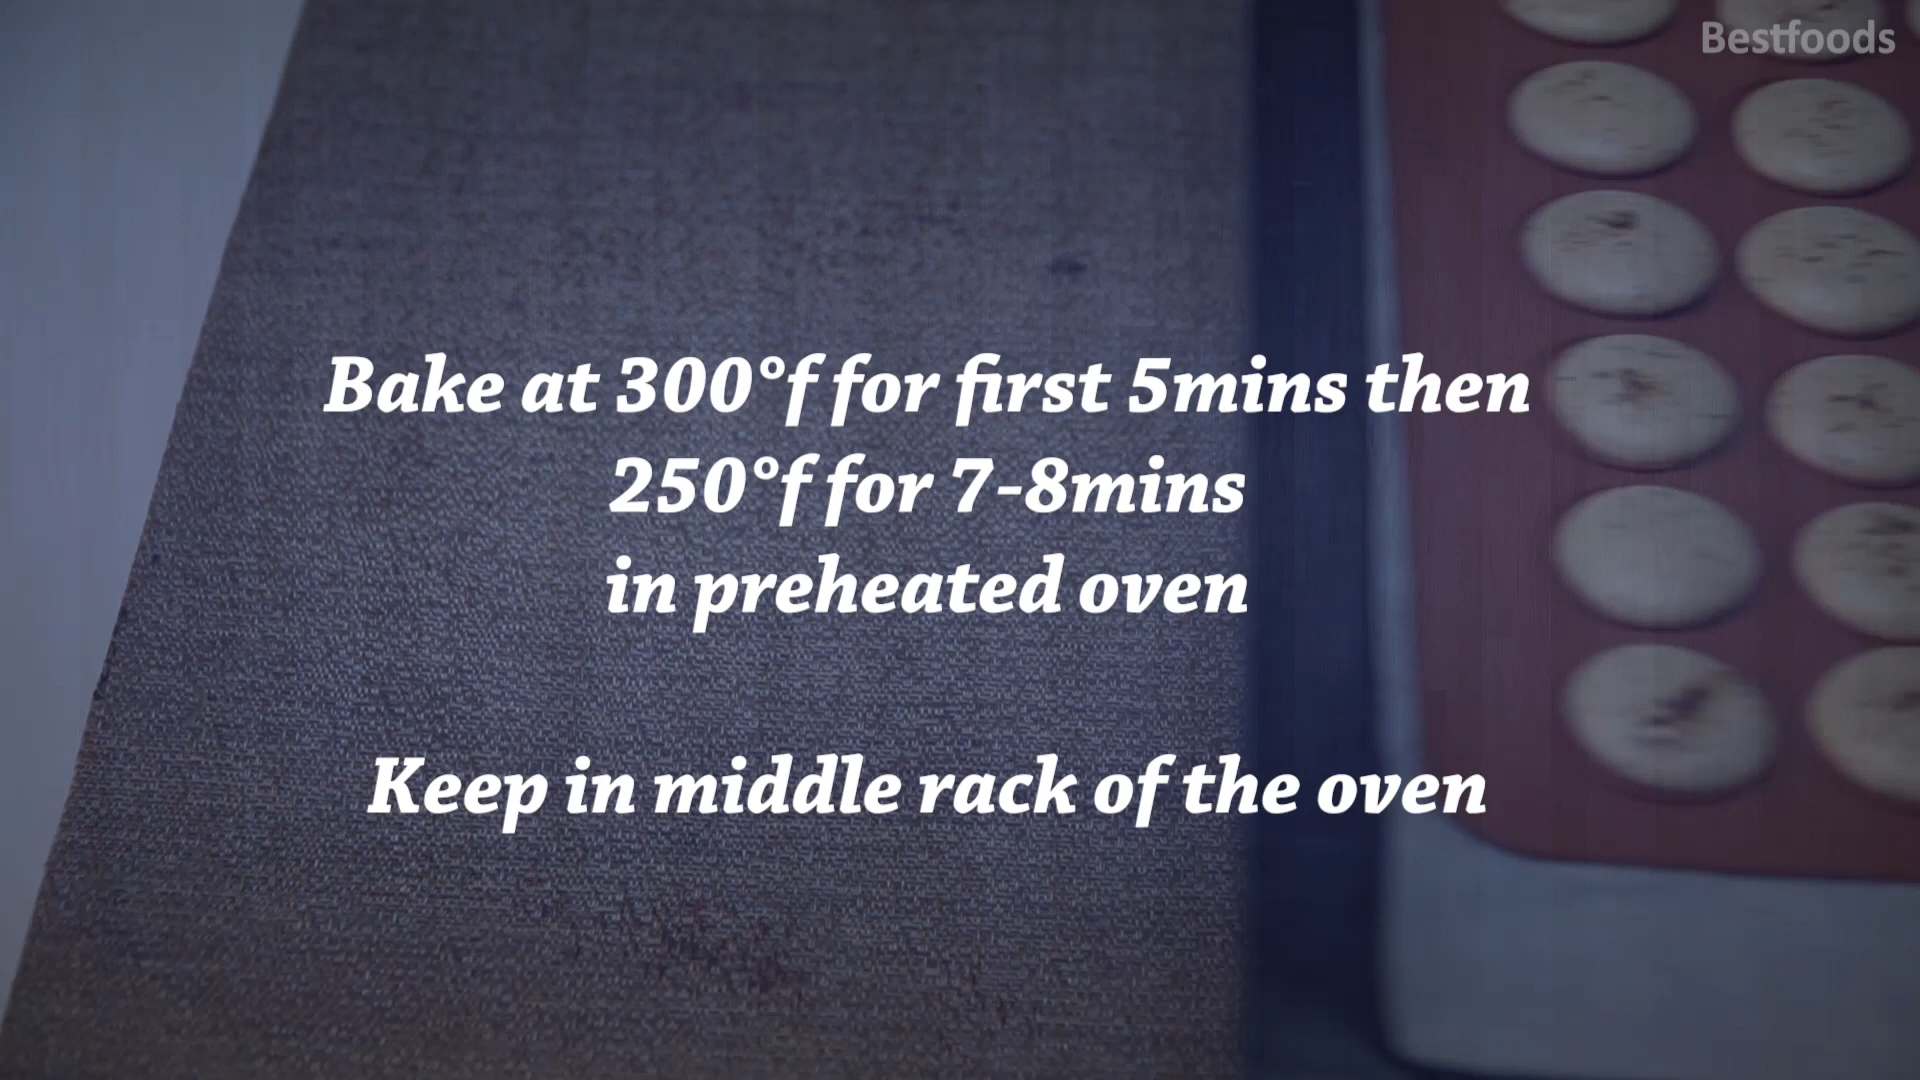 Bestfoods
Bake at 300°f for first 5mins then
250°f for 7-8mins
in preheated oven
Keep in middle rack of the oven